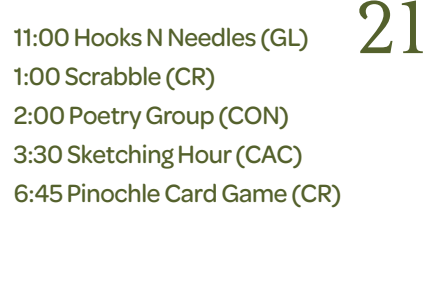 21
11:00 Hooks N Needles (GL)
1:00 Scrabble (CR)
2:00 Poetry Group (CON)
3:30 Sketching Hour (CAC)
6:45 Pinochle Card Game (CR)